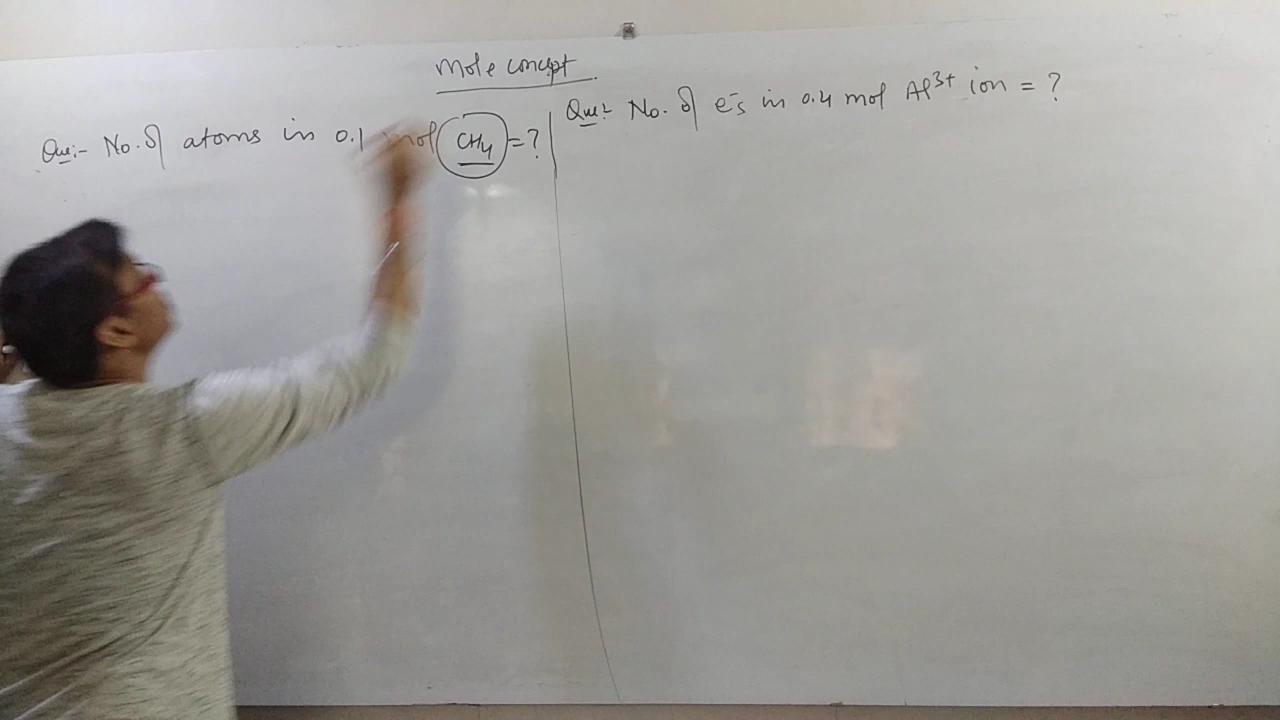 Mole concept
Que:- No. of atoms in 0.1 mol CH4 = ?
Que:- No. of e-s in 0.4 mol Al3+ ion = ?